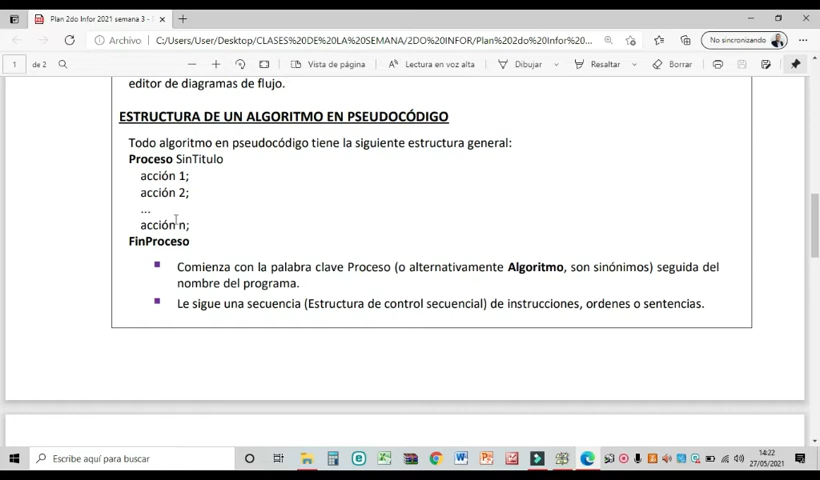 Plan 2do Infor 2021 semana 3 -
Archivo
C:/Users/User/Desktop/CLASES%20DE%20LA%20SEMANA/2DO%20INFOR/Plan%202do%20Infor%20...
No sincronizando
1 de 2
Vista de página
Lectura en voz alta
Dibujar
Resaltar
Borrar
editor de diagramas de flujo.
ESTRUCTURA DE UN ALGORITMO EN PSEUDOCÓDIGO
Todo algoritmo en pseudocódigo tiene la siguiente estructura general:
Proceso SinTitulo
acción 1;
acción 2;
...
acción n;
FinProceso
Comienza con la palabra clave Proceso (o alternativamente Algoritmo, son sinónimos) seguida del
nombre del programa.
Le sigue una secuencia (Estructura de control secuencial) de instrucciones, ordenes o sentencias.
Escribe aquí para buscar
14:22
27/05/2021